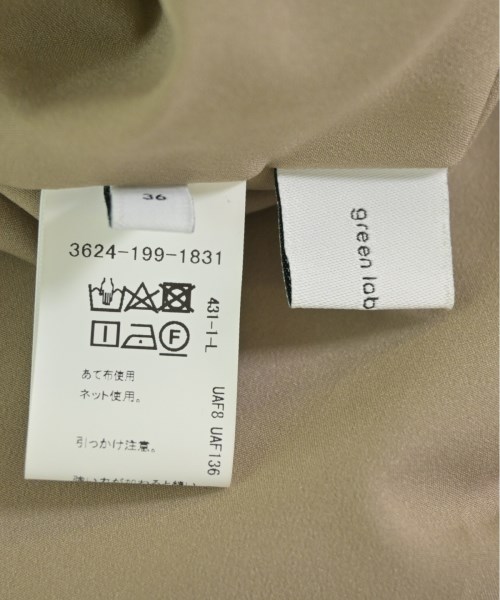 36
3624-199-1831
431-1-L
F
あて布使用
ネット使用。
引っかけ注意。
UAF8 UAF136
green lab